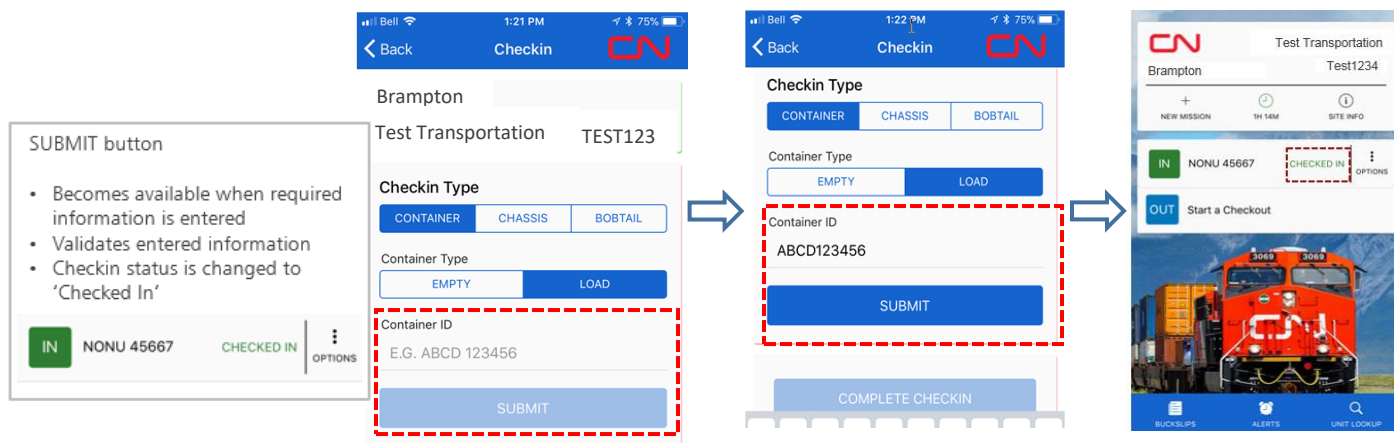 SUBMIT button
• Becomes available when required
information is entered
• Validates entered information
• Checkin status is changed to
‘Checked In’
IN NONU 45667 CHECKED IN OPTIONS
Bell 1:21 PM 75%
Back Checkin CN
Brampton
Test Transportation TEST123
Checkin Type
CONTAINER CHASSIS BOBTAIL
Container Type
EMPTY LOAD
Container ID
E.G. ABCD 123456
SUBMIT
Bell 1:22 PM 75%
Back Checkin CN
Checkin Type
CONTAINER CHASSIS BOBTAIL
Container Type
EMPTY LOAD
Container ID
ABCD123456
SUBMIT
COMPLETE CHECKIN
CN Test Transportation
Brampton Test1234
NEW MISSION 1H 14M SITE INFO
IN NONU 45667 CHECKED IN OPTIONS
OUT Start a Checkout
3069 3069
CN
BUCKSLIPS ALERTS UNIT LOOKUP